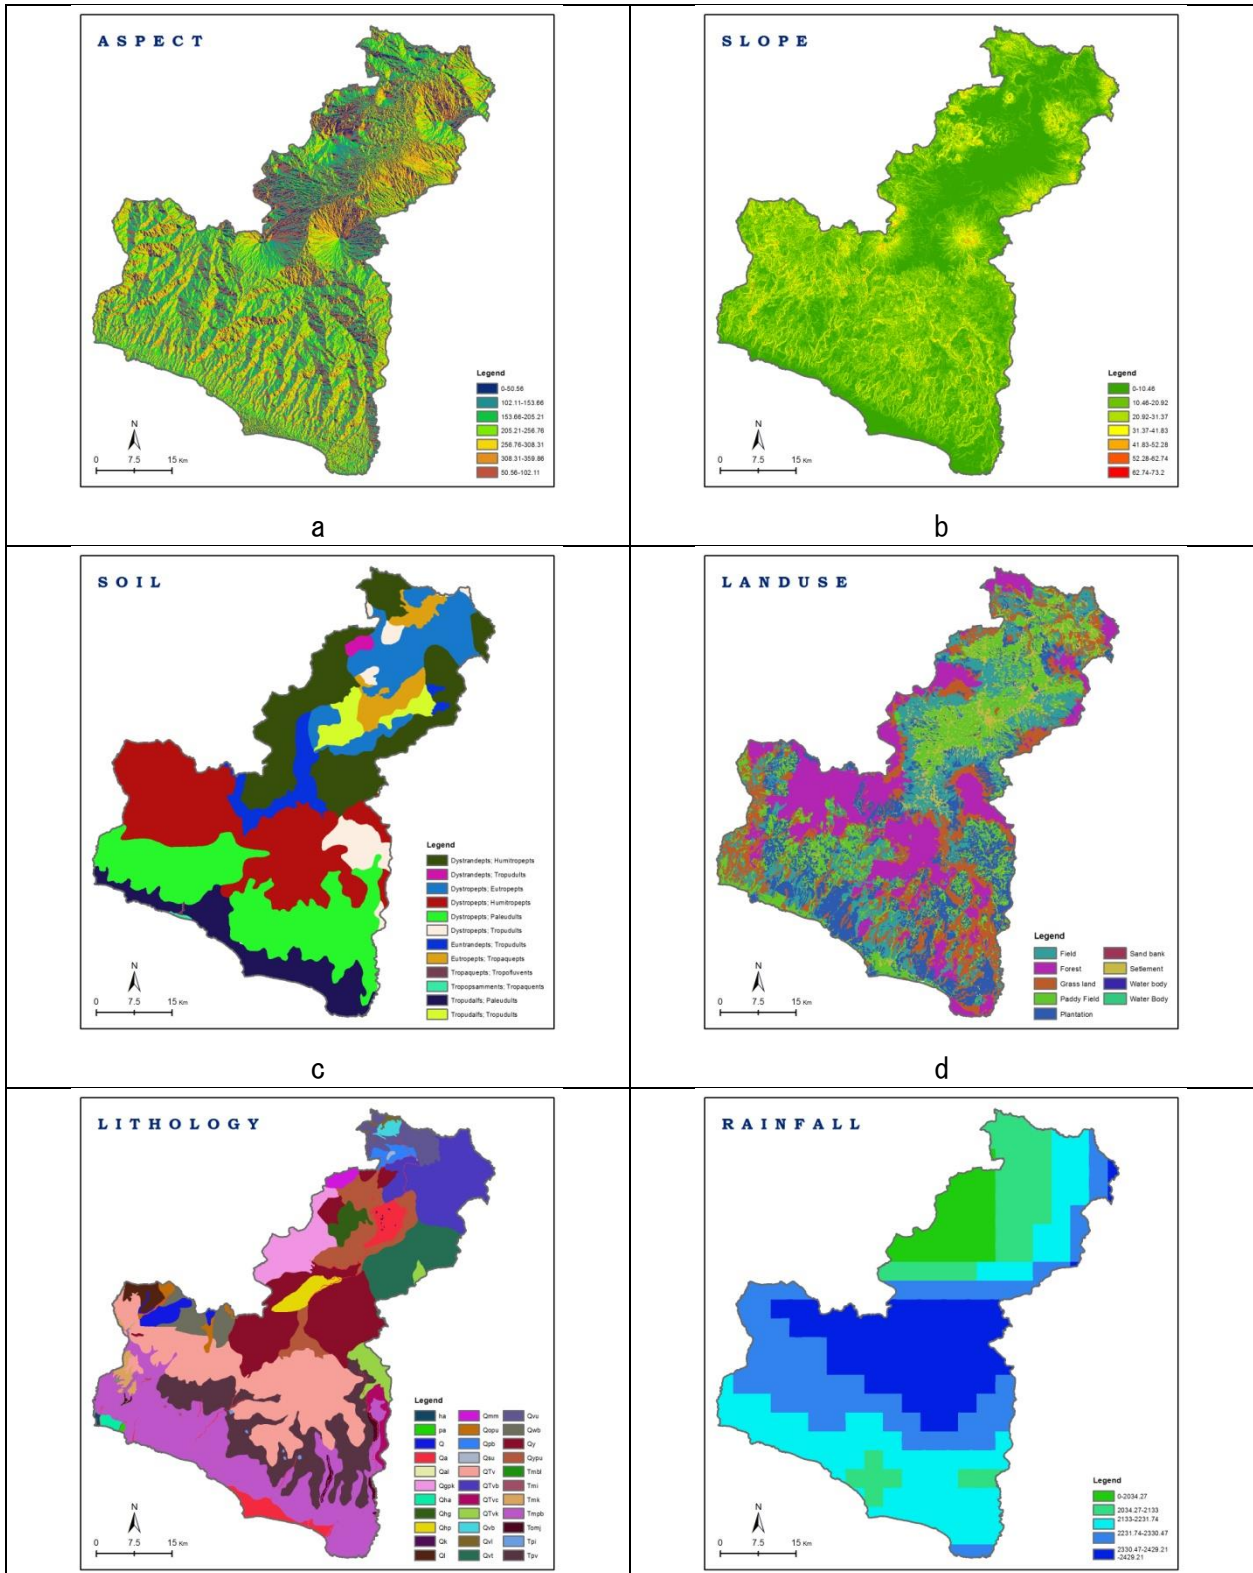 ASPECT
Legend
0-50.56
102.11-153.66
153.66-205.21
205.21-256.76
256.76-308.31
308.31-359.86
50.56-102.11
N
0 7.5 15 Km
a
SLOPE
Legend
0-10.46
10.46-20.92
20.92-31.37
31.37-41.83
41.83-52.28
52.28-62.74
62.74-73.2
N
0 7.5 15 Km
b
SOIL
Legend
Dystrandepts; Humitropepts
Dystrandepts; Tropudults
Dystropepts; Eutropepts
Dystropepts; Humitropepts
Dystropepts; Paleudults
Dystropepts; Tropudults
Euntrandepts; Tropudults
Eutropepts; Tropaquepts
Tropaquepts; Tropofluvents
Tropopsamments; Tropaquents
Tropudalfs; Paleudults
Tropudalfs; Tropudults
N
0 7.5 15 Km
c
LANDUSE
Legend
Field
Forest
Grass land
Paddy Field
Plantation
Sand bank
Setlement
Water body
Water Body
N
0 7.5 15 Km
d
LITHOLOGY
Legend
ha
pa
Q
Qa
Qal
Qgpk
Qha
Qhg
Qhp
Qk
Ql
Qmm
Qopu
Qpb
Qsu
QTv
QTvb
QTvc
QTvk
Qvb
Qvl
Qvt
Qvu
Qwb
Qy
Qypu
Tmbl
Tmi
Tmk
Tmpb
Tomj
Tpi
Tpv
N
0 7.5 15 Km
RAINFALL
Legend
0-2034.27
2034.27-2133
2133-2231.74
2231.74-2330.47
2330.47-2429.21
-2429.21
N
0 7.5 15 Km